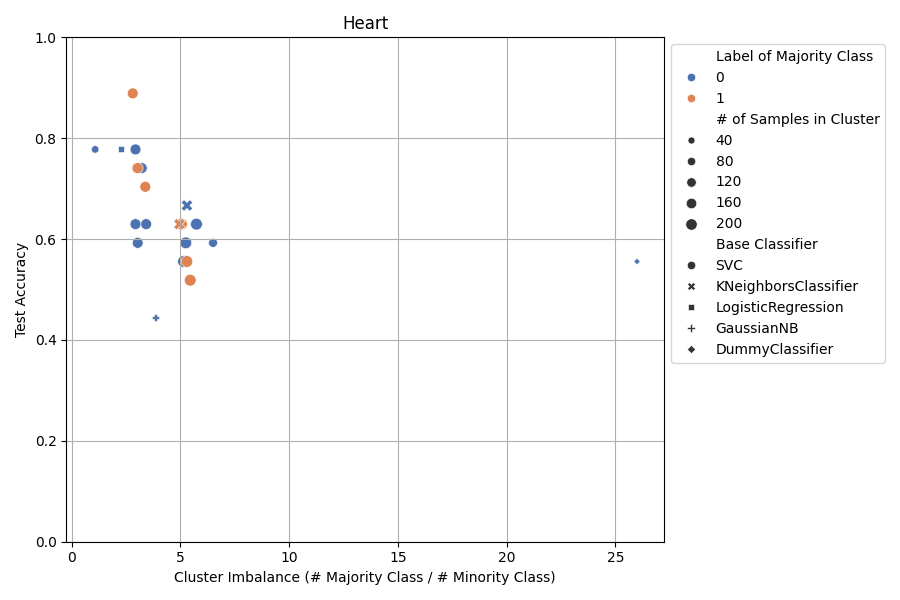 Heart
Test Accuracy
1.0
0.8
0.6
0.4
0.2
0.0
0
5
10
15
20
25
Cluster Imbalance (# Majority Class / # Minority Class)
Label of Majority Class
0
1
# of Samples in Cluster
40
80
120
160
200
Base Classifier
SVC
KNeighborsClassifier
LogisticRegression
GaussianNB
DummyClassifier